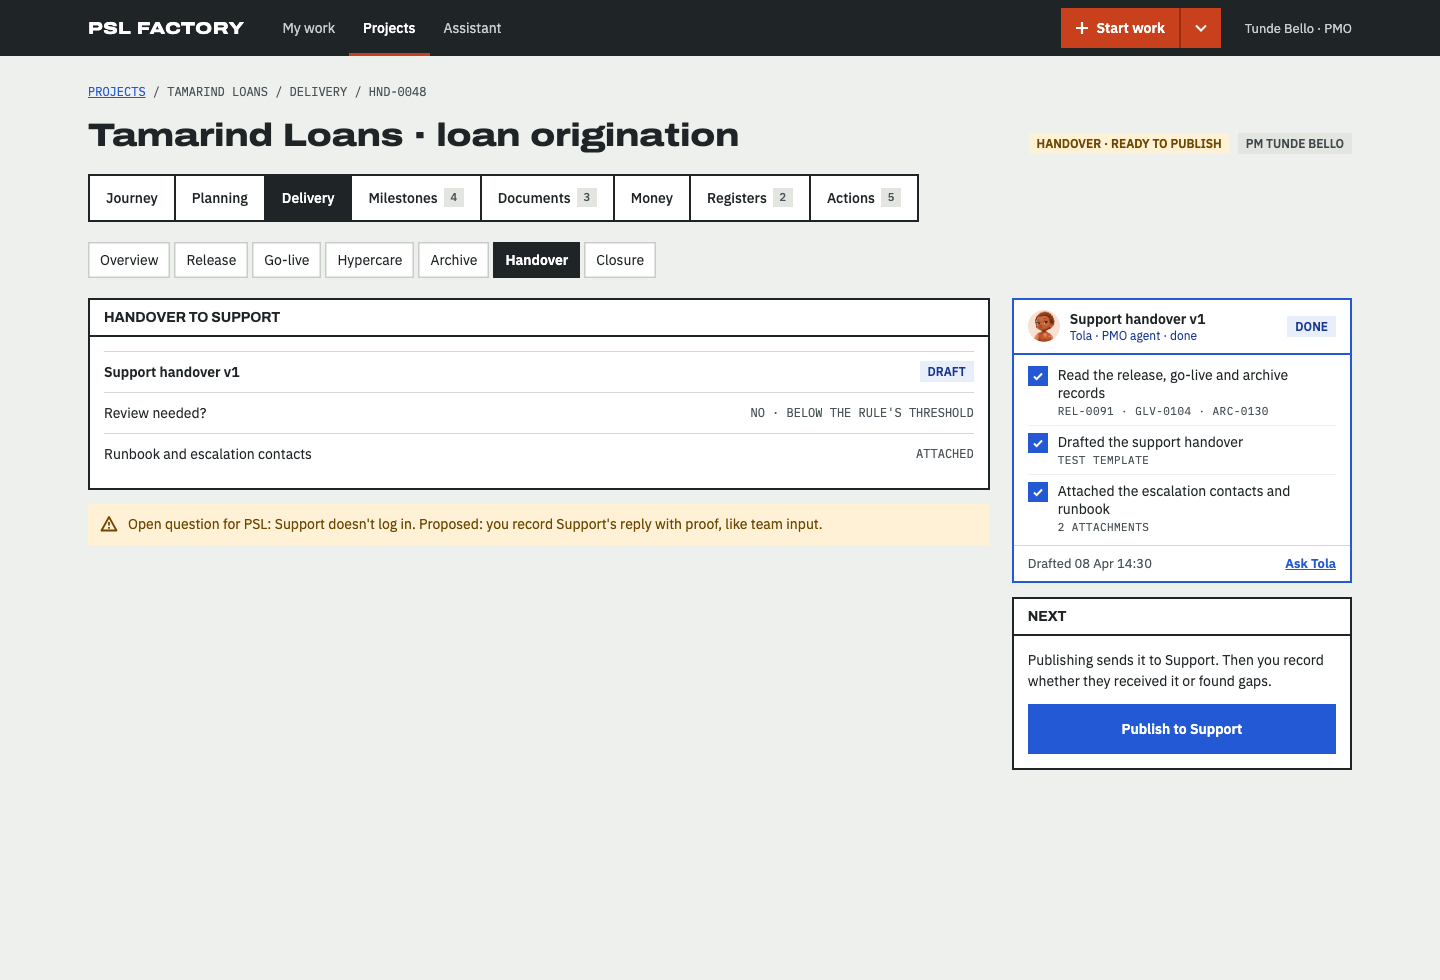 PSL FACTORY
My work
Projects
Assistant
Start work
Tunde Bello · PMO
PROJECTS / TAMARIND LOANS / DELIVERY / HND-0048
Tamarind Loans · loan origination
HANDOVER · READY TO PUBLISH
PM TUNDE BELLO
Journey
Planning
Delivery
Milestones 4
Documents 3
Money
Registers 2
Actions 5
Overview
Release
Go-live
Hypercare
Archive
Handover
Closure
HANDOVER TO SUPPORT
Support handover v1
DRAFT
Review needed?
NO · BELOW THE RULE'S THRESHOLD
Runbook and escalation contacts
ATTACHED
Open question for PSL: Support doesn't log in. Proposed: you record Support's reply with proof, like team input.
Support handover v1
Tola · PMO agent · done
DONE
Read the release, go-live and archive
records
REL-0091 · GLV-0104 · ARC-0130
Drafted the support handover
TEST TEMPLATE
Attached the escalation contacts and
runbook
2 ATTACHMENTS
Drafted 08 Apr 14:30
Ask Tola
NEXT
Publishing sends it to Support. Then you record
whether they received it or found gaps.
Publish to Support